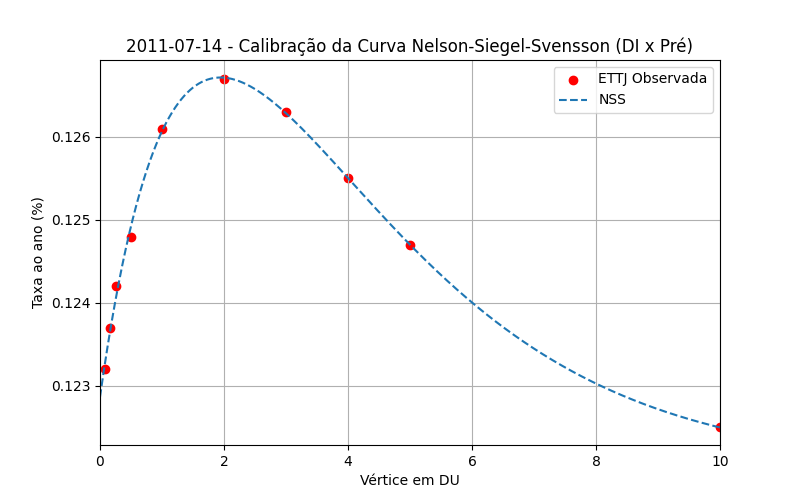 2011-07-14 - Calibração da Curva Nelson-Siegel-Svensson (DI x Pré)
ETTJ Observada
NSS
Taxa ao ano (%)
0.126
0.125
0.124
0.123
0 2 4 6 8 10
Vértice em DU